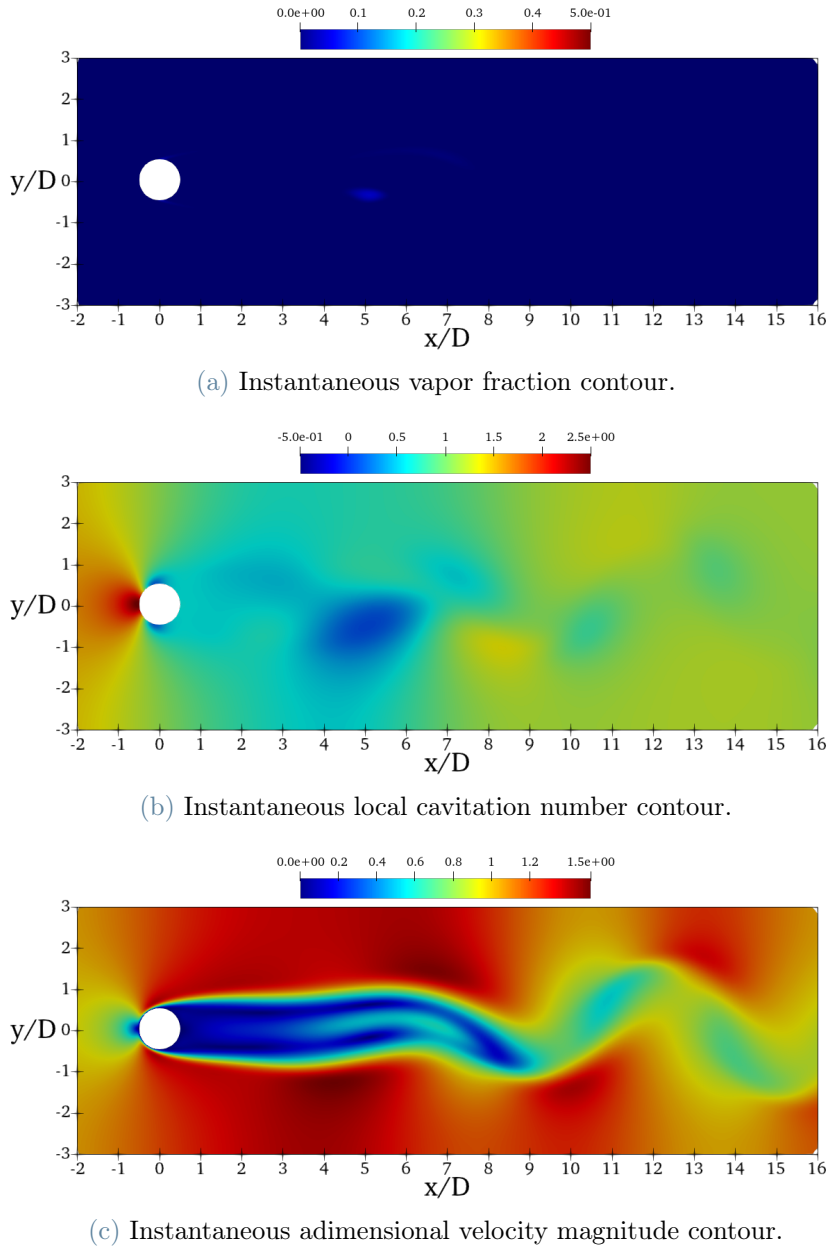 0.0e+00 0.1 0.2 0.3 0.4 5.0e-01
3
2
1
y/D 0
-1
-2
-3
-2 -1 0 1 2 3 4 5 6 7 8 9 10 11 12 13 14 15 16
x/D
(a) Instantaneous vapor fraction contour.
-5.0e-01 0 0.5 1 1.5 2 2.5e+00
3
2
1
y/D 0
-1
-2
-3
-2 -1 0 1 2 3 4 5 6 7 8 9 10 11 12 13 14 15 16
x/D
(b) Instantaneous local cavitation number contour.
0.0e+00 0.2 0.4 0.6 0.8 1 1.2 1.5e+00
3
2
1
y/D 0
-1
-2
-3
-2 -1 0 1 2 3 4 5 6 7 8 9 10 11 12 13 14 15 16
x/D
(c) Instantaneous adimensional velocity magnitude contour.